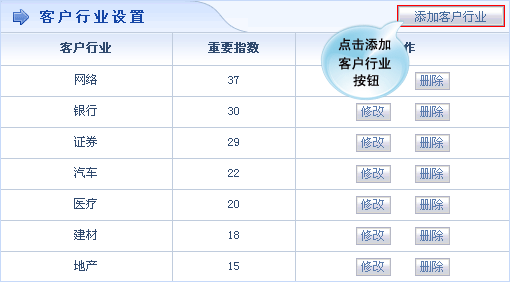 客户行业设置 添加客户行业
客户行业 重要指数 作
点击添加
客户行业
按钮
网络 37 删除
银行 30 修改 删除
证券 29 修改 删除
汽车 22 修改 删除
医疗 20 修改 删除
建材 18 修改 删除
地产 15 修改 删除